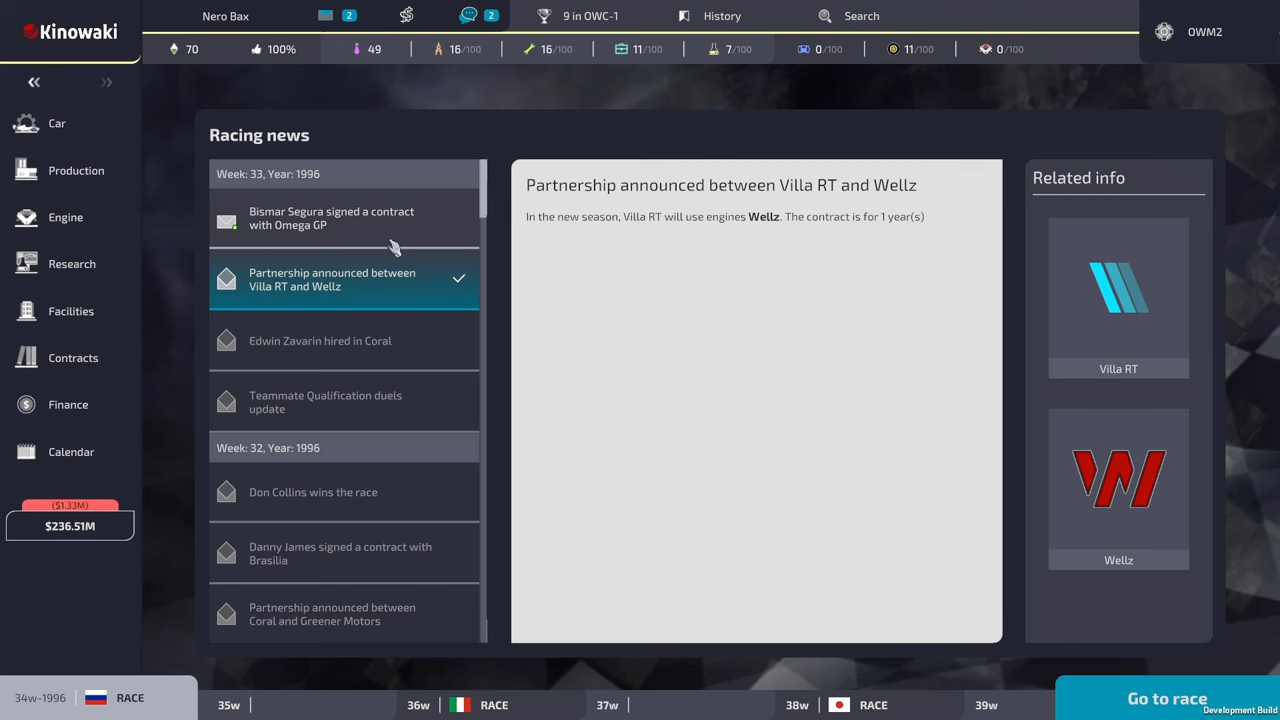 Kinowaki
Nero Bax
2
2
9 in OWC-1
History
Search
OWM2
70
100%
49
16/100
16/100
11/100
7/100
0/100
11/100
0/100
Car
Production
Engine
Research
Facilities
Contracts
Finance
Calendar
($1.33M)
$236.51M
Racing news
Week: 33, Year: 1996
Bismar Segura signed a contract
with Omega GP
Partnership announced between
Villa RT and Wellz
Edwin Zavarin hired in Coral
Teammate Qualification duels
update
Week: 32, Year: 1996
Don Collins wins the race
Danny James signed a contract with
Brasilia
Partnership announced between
Coral and Greener Motors
Partnership announced between Villa RT and Wellz
In the new season, Villa RT will use engines Wellz. The contract is for 1 year(s)
Related info
Villa RT
W
Wellz
34w-1996
RACE
35w
36w
RACE
37w
38w
RACE
39w
Go to race
Development Build